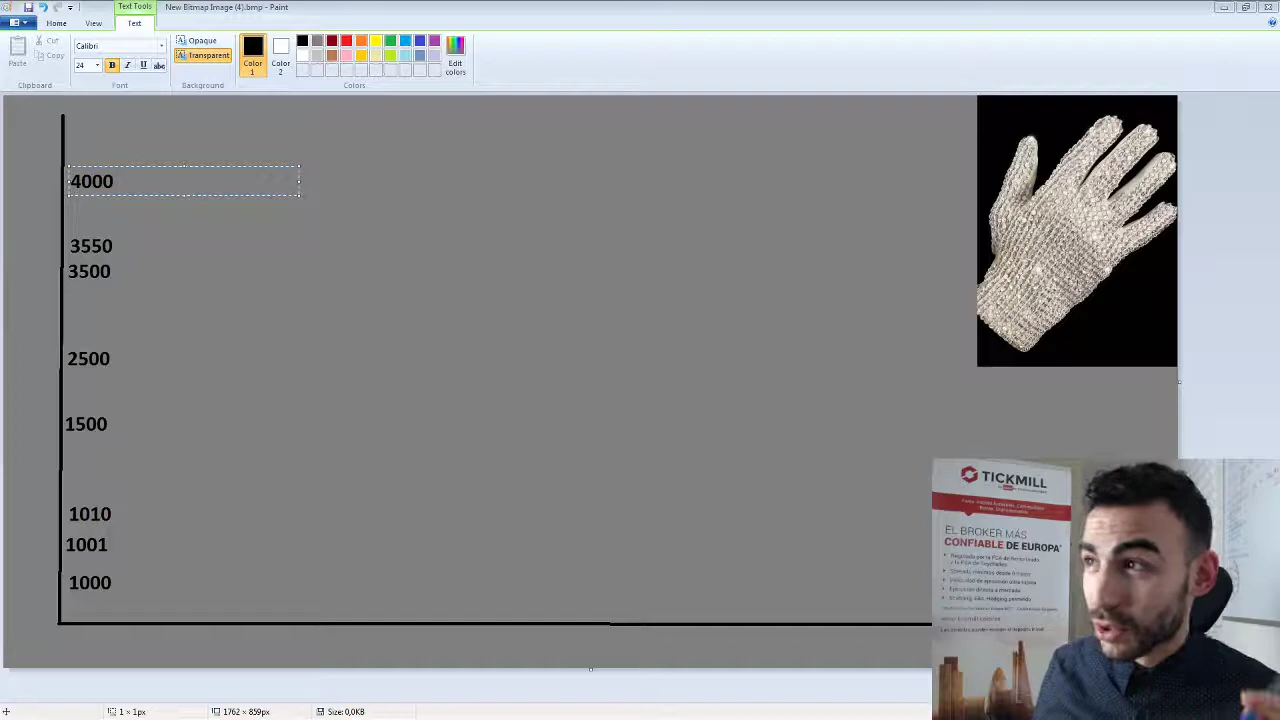 Text Tools
New Bitmap Image (4).bmp - Paint
Home
View
Text
Paste
Cut
Copy
Clipboard
Calibri
24
B I U abc
Font
Opaque
Transparent
Background
Color
1
Color
2
Edit
colors
Colors
4000
3550
3500
2500
1500
1010
1001
1000
TICKMILL
EL BROKER MÁS
CONFIABLE DE EUROPA*
1 × 1px
1762 × 859px
Size: 0,0KB